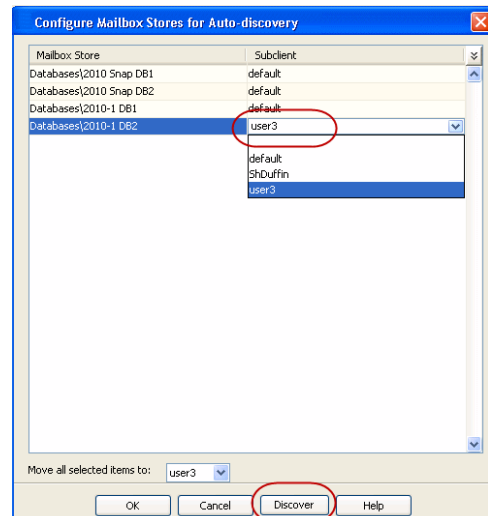 Configure Mailbox Stores for Auto-discovery
Mailbox Store Subclient
Databases\2010 Snap DB1 default
Databases\2010 Snap DB2 default
Databases\2010-1 DB1 default
Databases\2010-1 DB2 user3
default
ShDuffin
user3
Move all selected items to: user3
OK Cancel Discover Help